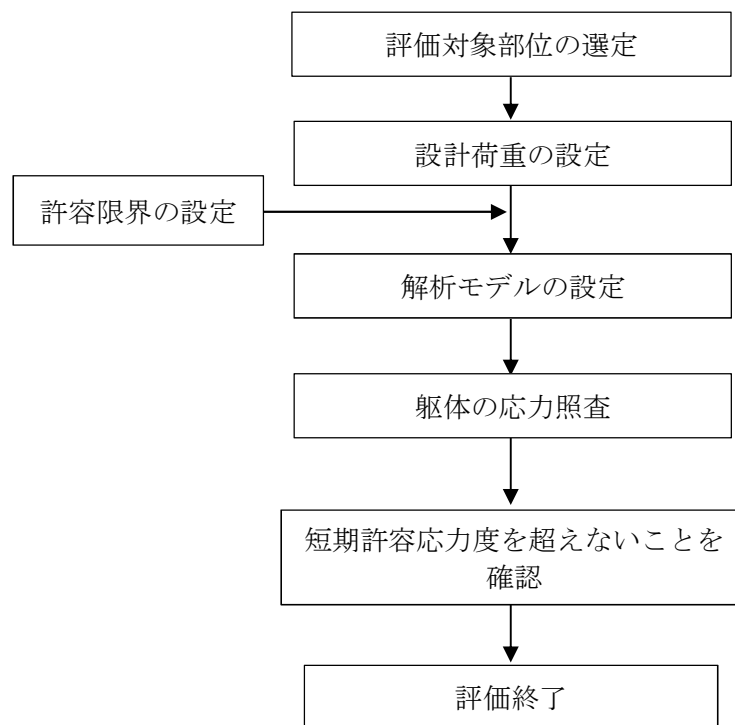 評価対象部位の選定
設計荷重の設定
許容限界の設定
解析モデルの設定
躯体の応力照査
短期許容応力度を超えないことを
確認
評価終了